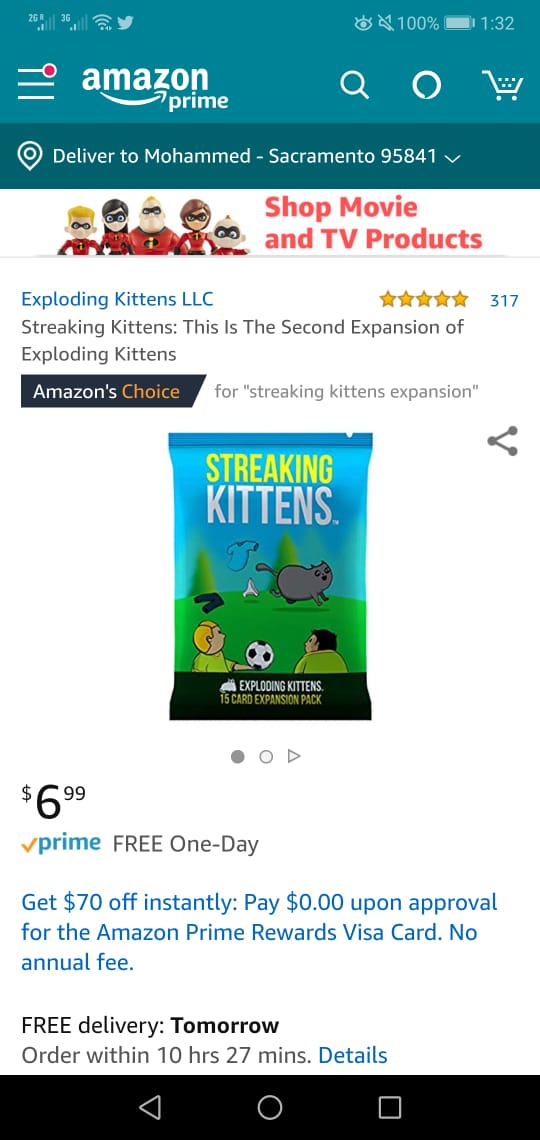 2G R 3G 100% 1:32
amazon
prime
Deliver to Mohammed - Sacramento 95841
Shop Movie
and TV Products
Exploding Kittens LLC 317
Streaking Kittens: This Is The Second Expansion of
Exploding Kittens
Amazon's Choice for "streaking kittens expansion"
STREAKING
KITTENS™
EXPLODING KITTENS.
15 CARD EXPANSION PACK
$6 99
prime FREE One-Day
Get $70 off instantly: Pay $0.00 upon approval
for the Amazon Prime Rewards Visa Card. No
annual fee.
FREE delivery: Tomorrow
Order within 10 hrs 27 mins. Details